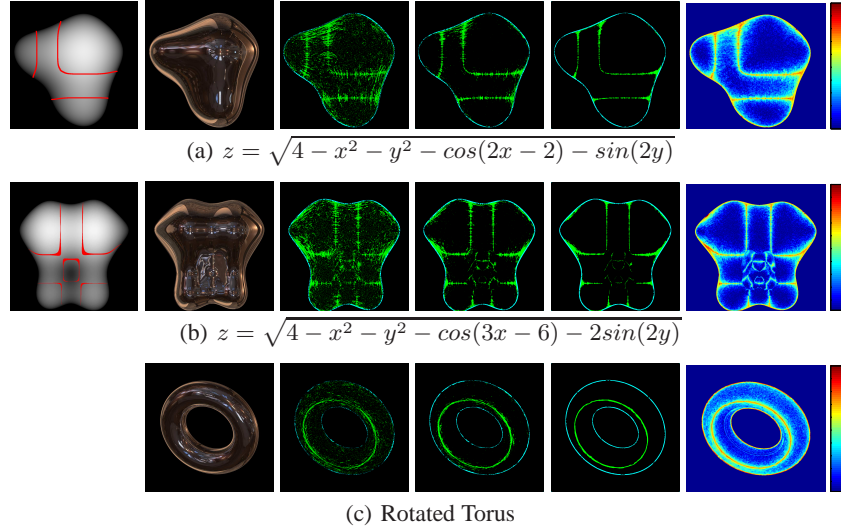 (a) z = √4 − x² − y² − cos(2x − 2) − sin(2y)
(b) z = √4 − x² − y² − cos(3x − 6) − 2sin(2y)
(c) Rotated Torus